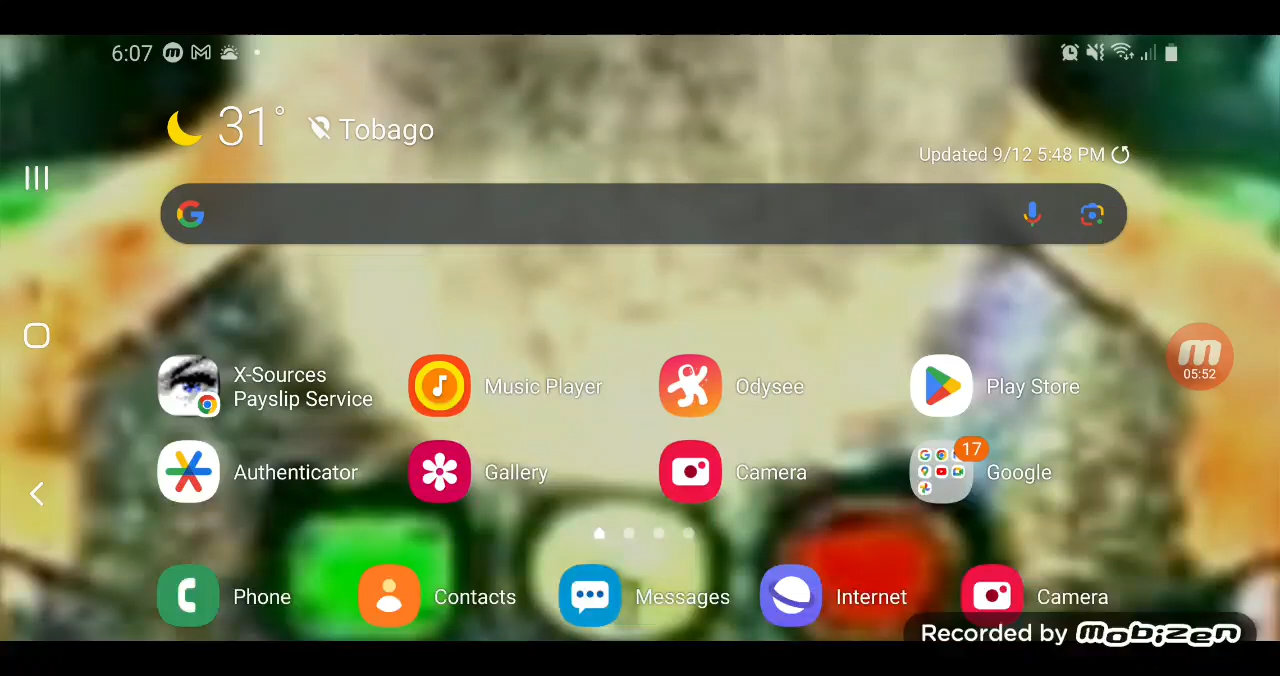 6:07
31° Tobago
Updated 9/12 5:48 PM
X-Sources
Payslip Service
Music Player
Odysee
Play Store
Authenticator
Gallery
Camera
17
Google
05:52
Phone
Contacts
Messages
Internet
Camera
Recorded by mobizen